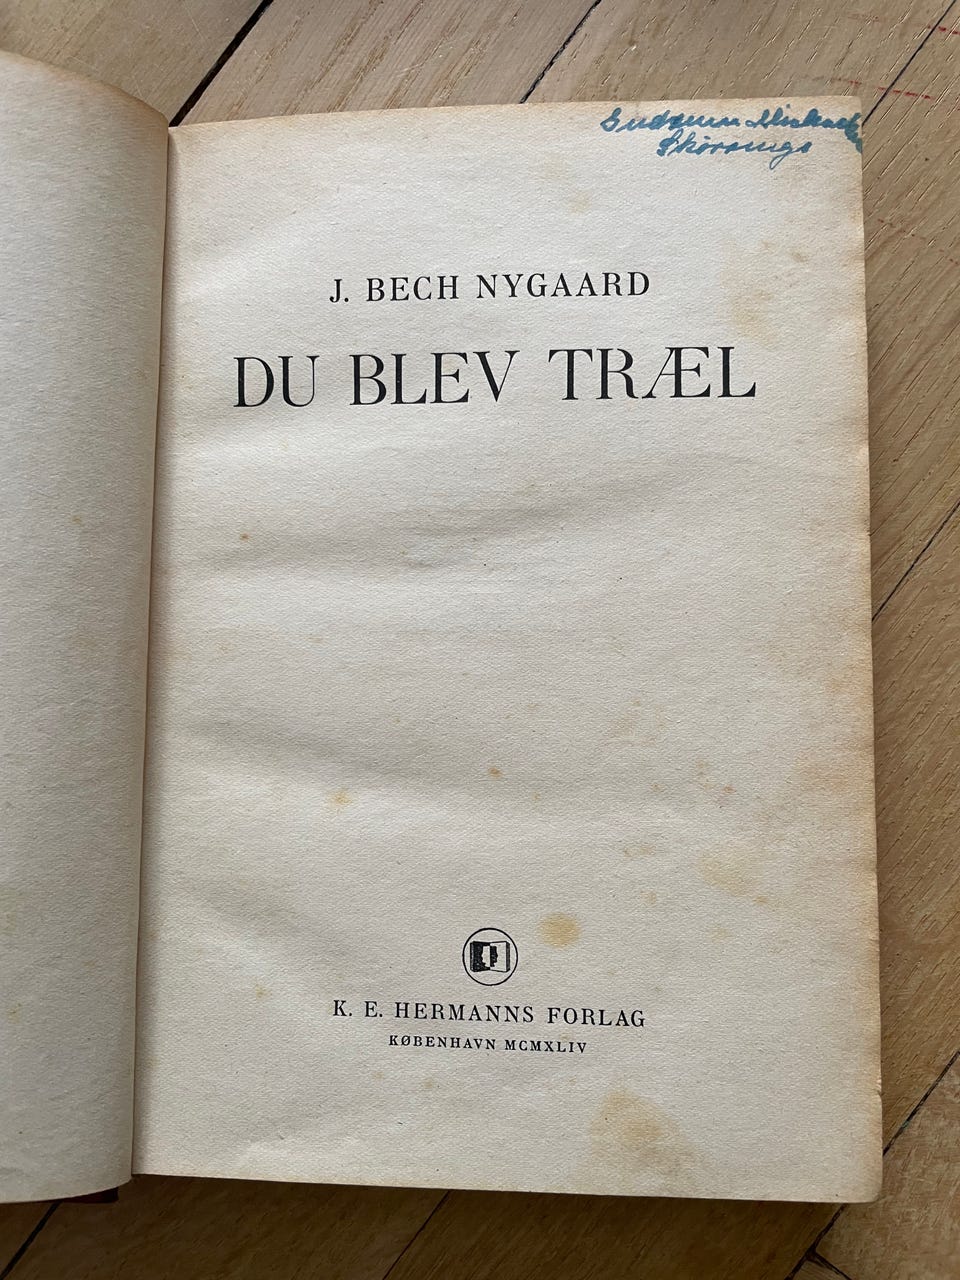 J. BECH NYGAARD
DU BLEV TRÆL
K. E. HERMANNS FORLAG
KØBENHAVN MCMXLIV